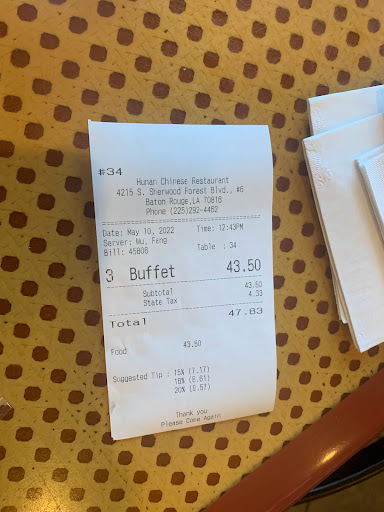 #34
Hunan Chinese Restaurant
4215 S. Sherwood Forest Blvd., #6
Baton Rouge,LA 70816
Phone (225)292-4462
Date: May 10, 2022 Time: 12:43PM
Server: Wu, Feng
Bill: 45806 Table : 34
3 Buffet 43.50
Subtotal 43.50
State Tax 4.33
Total 47.83
Food 43.50
Suggested Tip : 15% (7.17)
18% (8.61)
20% (9.57)
Thank you
Please Come Again